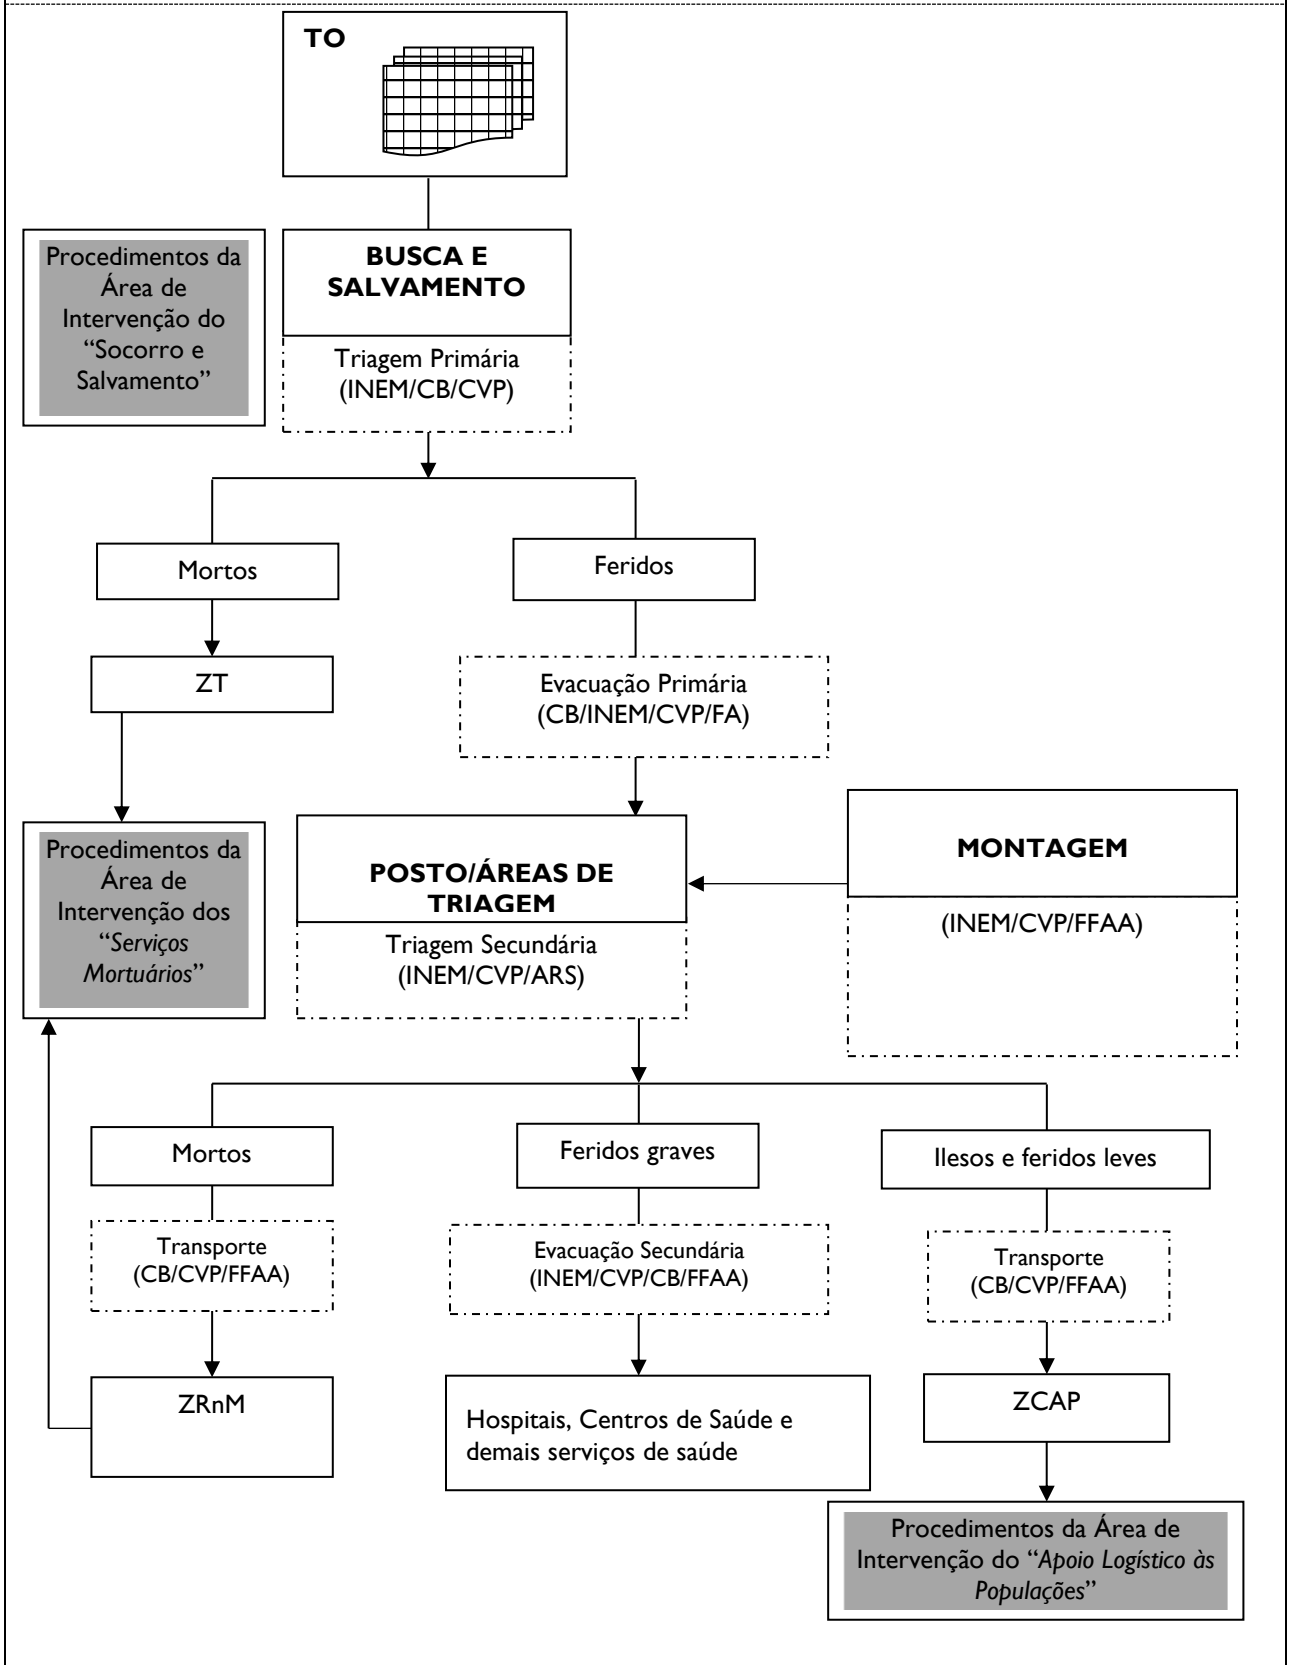 TO
Procedimentos da
Área de
Intervenção do
“Socorro e
Salvamento”
BUSCA E
SALVAMENTO
Triagem Primária
(INEM/CB/CVP)
Mortos
Feridos
ZT
Evacuação Primária
(CB/INEM/CVP/FA)
Procedimentos da
Área de
Intervenção dos
“Serviços
Mortuários”
POSTO/ÁREAS DE
TRIAGEM
Triagem Secundária
(INEM/CVP/ARS)
MONTAGEM
(INEM/CVP/FFAA)
Mortos
Feridos graves
Ilesos e feridos leves
Transporte
(CB/CVP/FFAA)
Evacuação Secundária
(INEM/CVP/CB/FFAA)
Transporte
(CB/CVP/FFAA)
ZRnM
Hospitais, Centros de Saúde e
demais serviços de saúde
ZCAP
Procedimentos da Área de
Intervenção do “Apoio Logístico às
Populações”